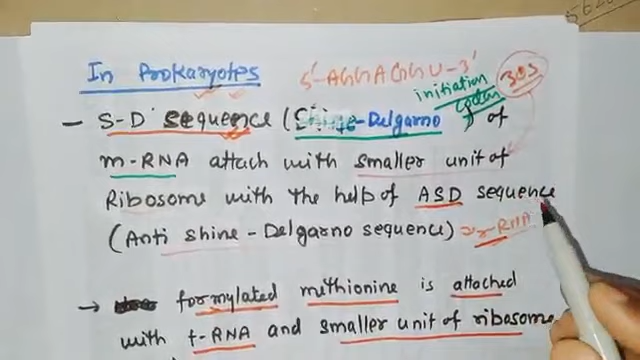 In Prokaryotes 5'-AGGAGGU-3'
initiation codon 30S
- S-D sequence (Shine-Delgarno) of
m-RNA attach with smaller unit of
Ribosome with the help of ASD sequence
(Anti shine-Delgarno sequence) r-RNA
→ formylated methionine is attached
with t-RNA and smaller unit of ribosome